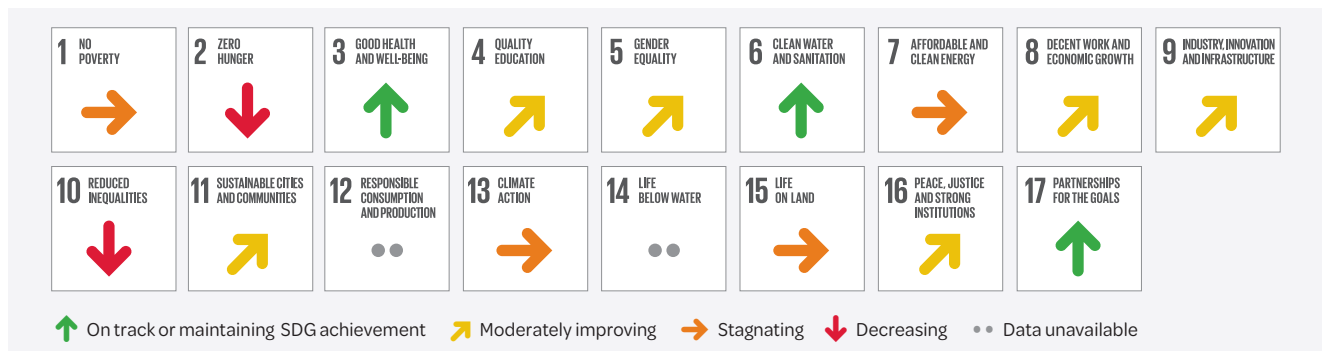 1 NO
POVERTY
2 ZERO
HUNGER
3 GOOD HEALTH
AND WELL-BEING
4 QUALITY
EDUCATION
5 GENDER
EQUALITY
6 CLEAN WATER
AND SANITATION
7 AFFORDABLE AND
CLEAN ENERGY
8 DECENT WORK AND
ECONOMIC GROWTH
9 INDUSTRY, INNOVATION
AND INFRASTRUCTURE
10 REDUCED
INEQUALITIES
11 SUSTAINABLE CITIES
AND COMMUNITIES
12 RESPONSIBLE
CONSUMPTION
AND PRODUCTION
13 CLIMATE
ACTION
14 LIFE
BELOW WATER
15 LIFE
ON LAND
16 PEACE, JUSTICE
AND STRONG
INSTITUTIONS
17 PARTNERSHIPS
FOR THE GOALS
On track or maintaining SDG achievement
Moderately improving
Stagnating
Decreasing
Data unavailable